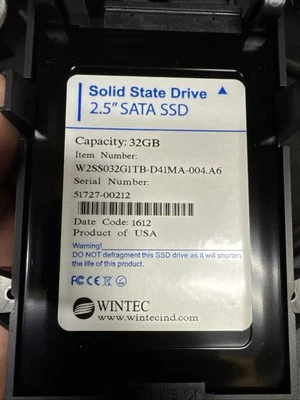 Solid State Drive
2.5" SATA SSD
Capacity: 32GB
Item Number:
W2SS032G1TB-D41MA-004.A6
Serial Number:
51727-00212
Date Code: 1612
Product of USA
Warning!
DO NOT defragment this SSD drive as it will shorten
the life of this product.
FC CE
WINTEC
www.wintecind.com